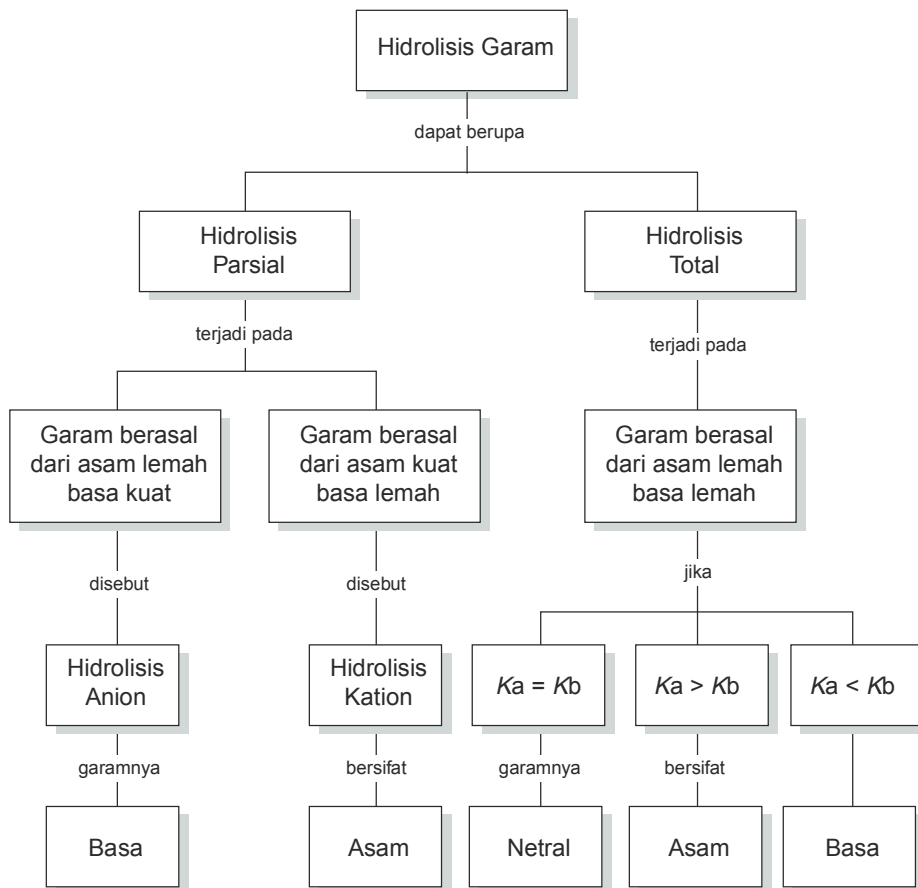 Hidrolisis Garam
dapat berupa
Hidrolisis
Parsial
Hidrolisis
Total
terjadi pada
terjadi pada
Garam berasal
dari asam lemah
basa kuat
Garam berasal
dari asam kuat
basa lemah
Garam berasal
dari asam lemah
basa lemah
disebut
disebut
jika
Hidrolisis
Anion
Hidrolisis
Kation
Ka = Kb
Ka > Kb
Ka < Kb
garamnya
bersifat
garamnya
bersifat
Basa
Asam
Netral
Asam
Basa